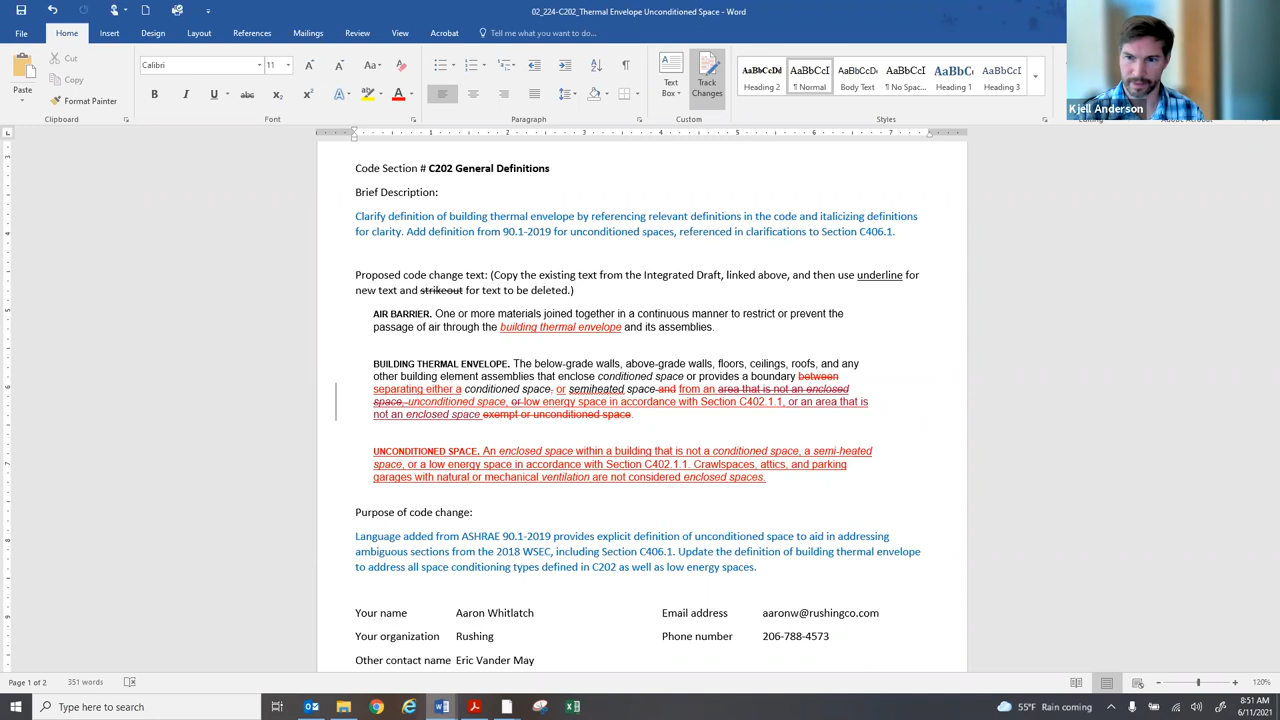 02_224-C202_Thermal Envelope Unconditioned Space - Word
File Home Insert Design Layout References Mailings Review View Acrobat Tell me what you want to do...
Cut
Copy
Paste
Format Painter
Clipboard
Calibri 11
A A Aa
B I U abc x2 x2 A A
Font
Paragraph
Text Box
Track Changes
Custom
AaBbCcDd AaBbCcI AaBbCcDc AaBbCcI AaBbCcI AaBbCcI
Heading 2 ¶ Normal Body Text ¶ No Spac... Heading 1 Heading 3
Styles
Kjell Anderson
1 2 3 4 5 6 7
Code Section # C202 General Definitions
Brief Description:
Clarify definition of building thermal envelope by referencing relevant definitions in the code and italicizing definitions
for clarity. Add definition from 90.1-2019 for unconditioned spaces, referenced in clarifications to Section C406.1.
Proposed code change text: (Copy the existing text from the Integrated Draft, linked above, and then use underline for
new text and strikeout for text to be deleted.)
AIR BARRIER. One or more materials joined together in a continuous manner to restrict or prevent the
passage of air through the building thermal envelope and its assemblies.
BUILDING THERMAL ENVELOPE. The below-grade walls, above-grade walls, floors, ceilings, roofs, and any
other building element assemblies that enclose conditioned space or provides a boundary between
separating either a conditioned space, or semiheated space and from an area that is not an enclosed
space, unconditioned space, or low energy space in accordance with Section C402.1.1, or an area that is
not an enclosed space exempt or unconditioned space.
UNCONDITIONED SPACE. An enclosed space within a building that is not a conditioned space, a semi-heated
space, or a low energy space in accordance with Section C402.1.1. Crawlspaces, attics, and parking
garages with natural or mechanical ventilation are not considered enclosed spaces.
Purpose of code change:
Language added from ASHRAE 90.1-2019 provides explicit definition of unconditioned space to aid in addressing
ambiguous sections from the 2018 WSEC, including Section C406.1. Update the definition of building thermal envelope
to address all space conditioning types defined in C202 as well as low energy spaces.
Your name Aaron Whitlatch Email address aaronw@rushingco.com
Your organization Rushing Phone number 206-788-4573
Other contact name Eric Vander May
Page 1 of 2 351 words 120%
Type here to search 55°F Raining coming 8:51 AM
6/11/2021